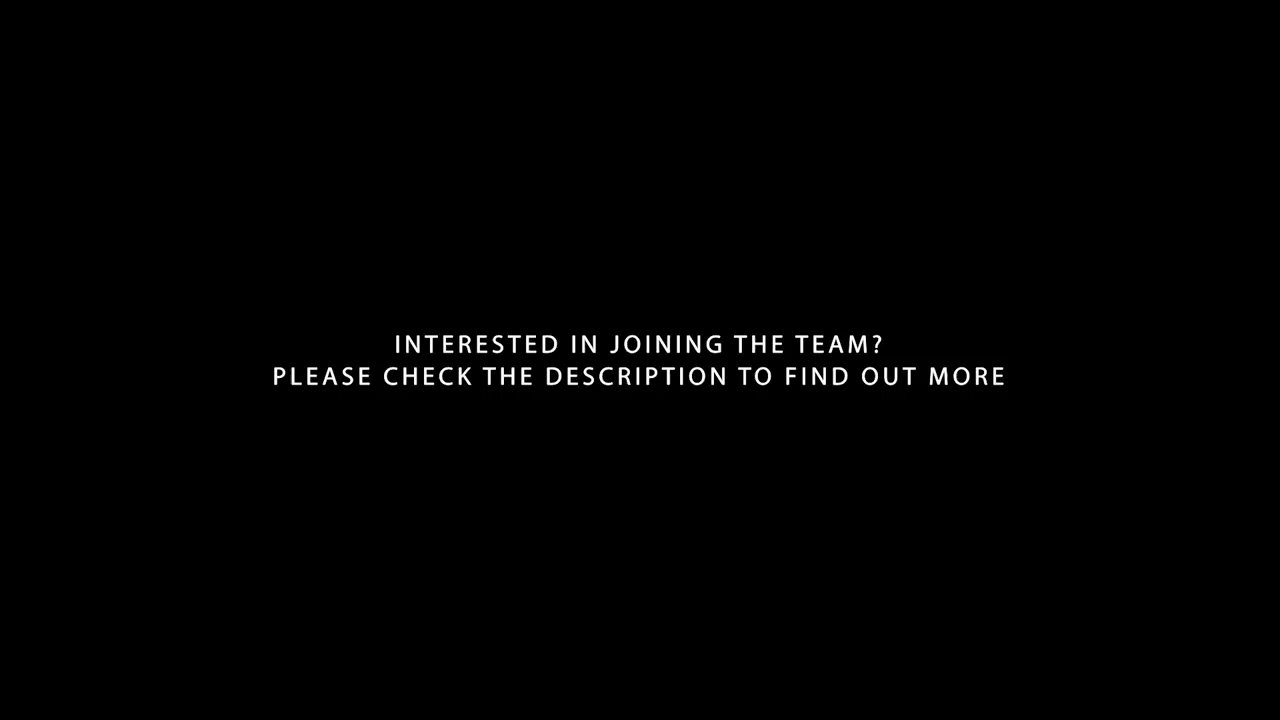 INTERESTED IN JOINING THE TEAM?
PLEASE CHECK THE DESCRIPTION TO FIND OUT MORE